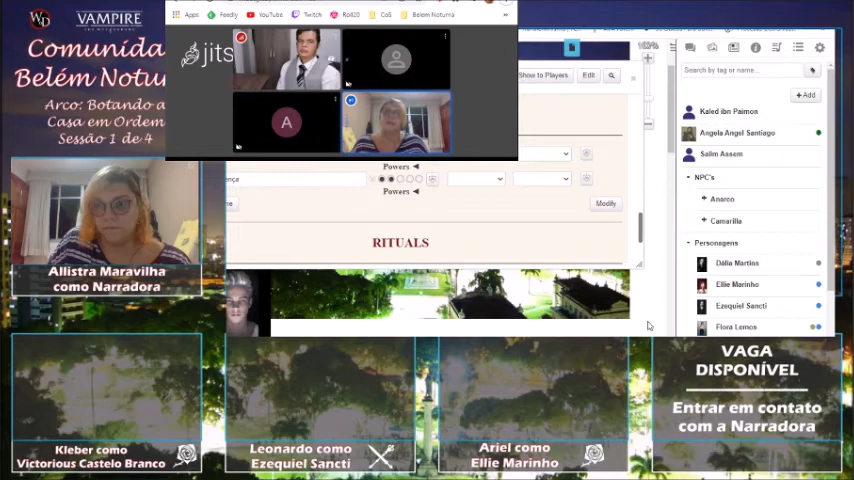 WD
VAMPIRE
THE MASQUERADE
Comunida
Belém Notu
Arco: Botando a
Casa em Ordem
Sessão 1 de 4
Apps
Feedly
YouTube
Twitch
Roll20
CoS
Belem Noturna
jits
A
Show to Players
Edit
Powers
ença
Powers
Modify
RITUALS
Search by tag or name...
+ Add
Kaled ibn Paimon
Angela Angel Santiago
Salim Assem
NPC's
Anarco
Camarilla
Personagens
Dália Martins
Ellie Marinho
Ezequiel Sancti
Flora Lemos
Allistra Maravilha
como Narradora
Kleber como
Victorious Castelo Branco
Leonardo como
Ezequiel Sancti
Ariel como
Ellie Marinho
VAGA
DISPONÍVEL
Entrar em contato
com a Narradora